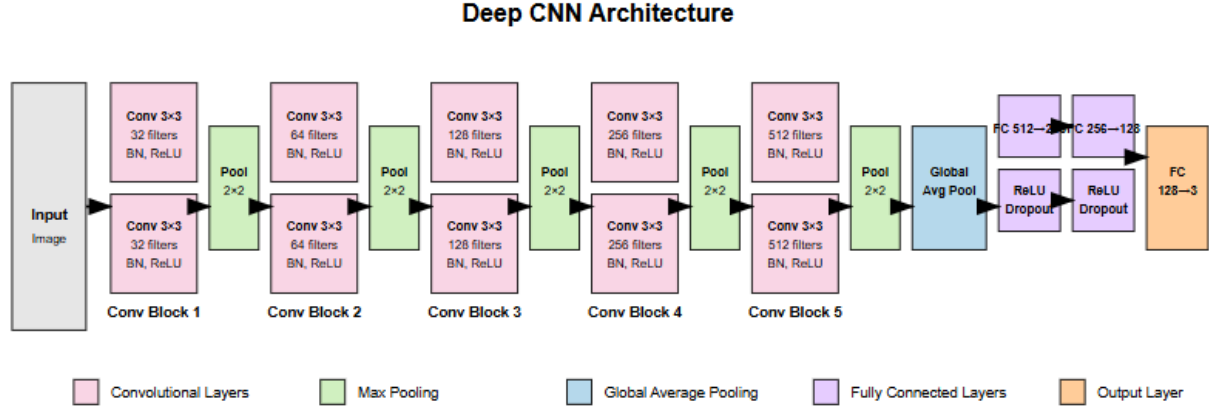 Deep CNN Architecture
Input
Image
Conv 3×3
32 filters
BN, ReLU
Conv 3×3
32 filters
BN, ReLU
Conv Block 1
Pool
2×2
Conv 3×3
64 filters
BN, ReLU
Conv 3×3
64 filters
BN, ReLU
Conv Block 2
Pool
2×2
Conv 3×3
128 filters
BN, ReLU
Conv 3×3
128 filters
BN, ReLU
Conv Block 3
Pool
2×2
Conv 3×3
256 filters
BN, ReLU
Conv 3×3
256 filters
BN, ReLU
Conv Block 4
Pool
2×2
Conv 3×3
512 filters
BN, ReLU
Conv 3×3
512 filters
BN, ReLU
Conv Block 5
Pool
2×2
Global
Avg Pool
FC 512→
ReLU
Dropout
FC 256→128
ReLU
Dropout
FC
128→3
Convolutional Layers
Max Pooling
Global Average Pooling
Fully Connected Layers
Output Layer